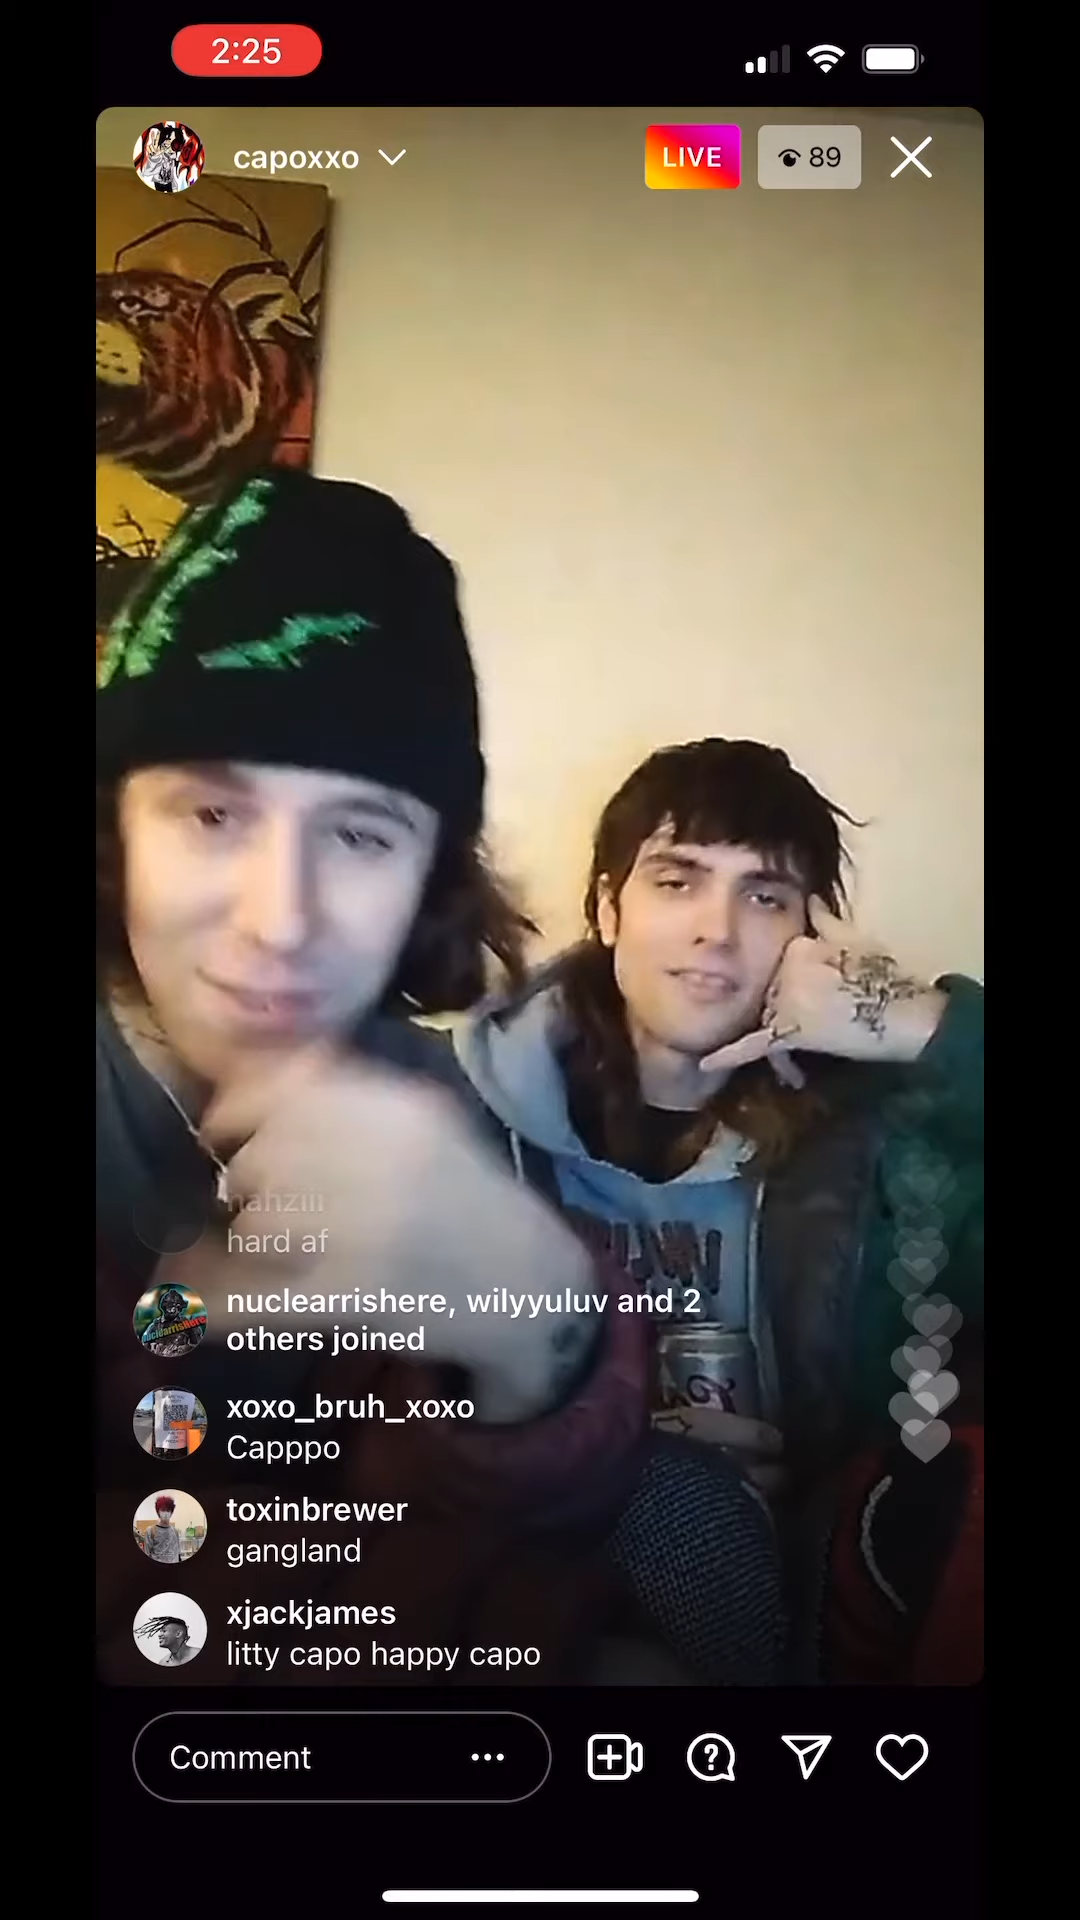 2:25
capoxxo
LIVE
89
nahziii
hard af
nuclearrishere, wilyyuluv and 2
others joined
xoxo_bruh_xoxo
Capppo
toxinbrewer
gangland
xjackjames
litty capo happy capo
Comment